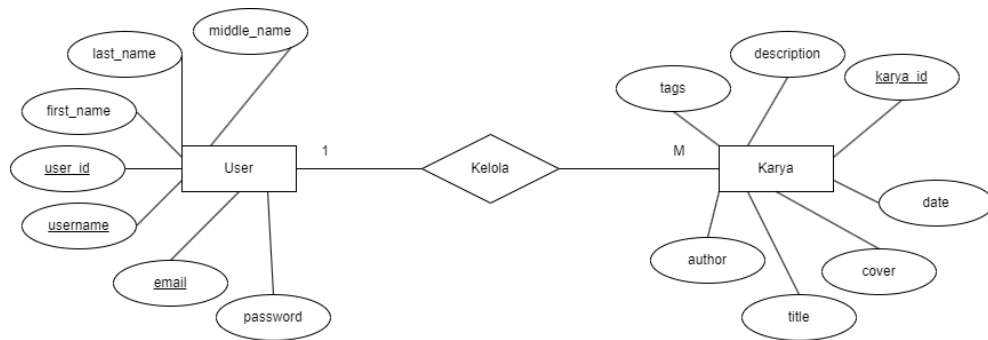 middle_name
last_name
first_name
user_id
username
email
password
User
1
Kelola
M
Karya
tags
description
karya_id
date
cover
title
author